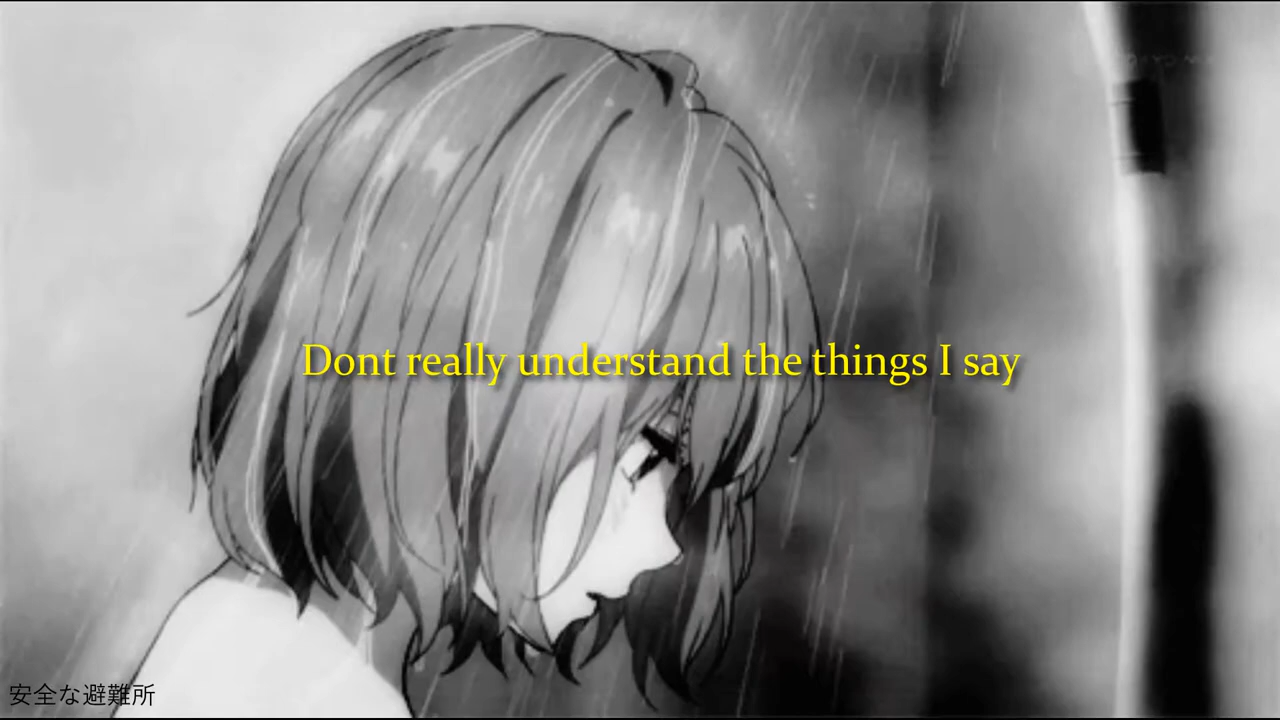 Dont really understand the things I say
安全な避難所